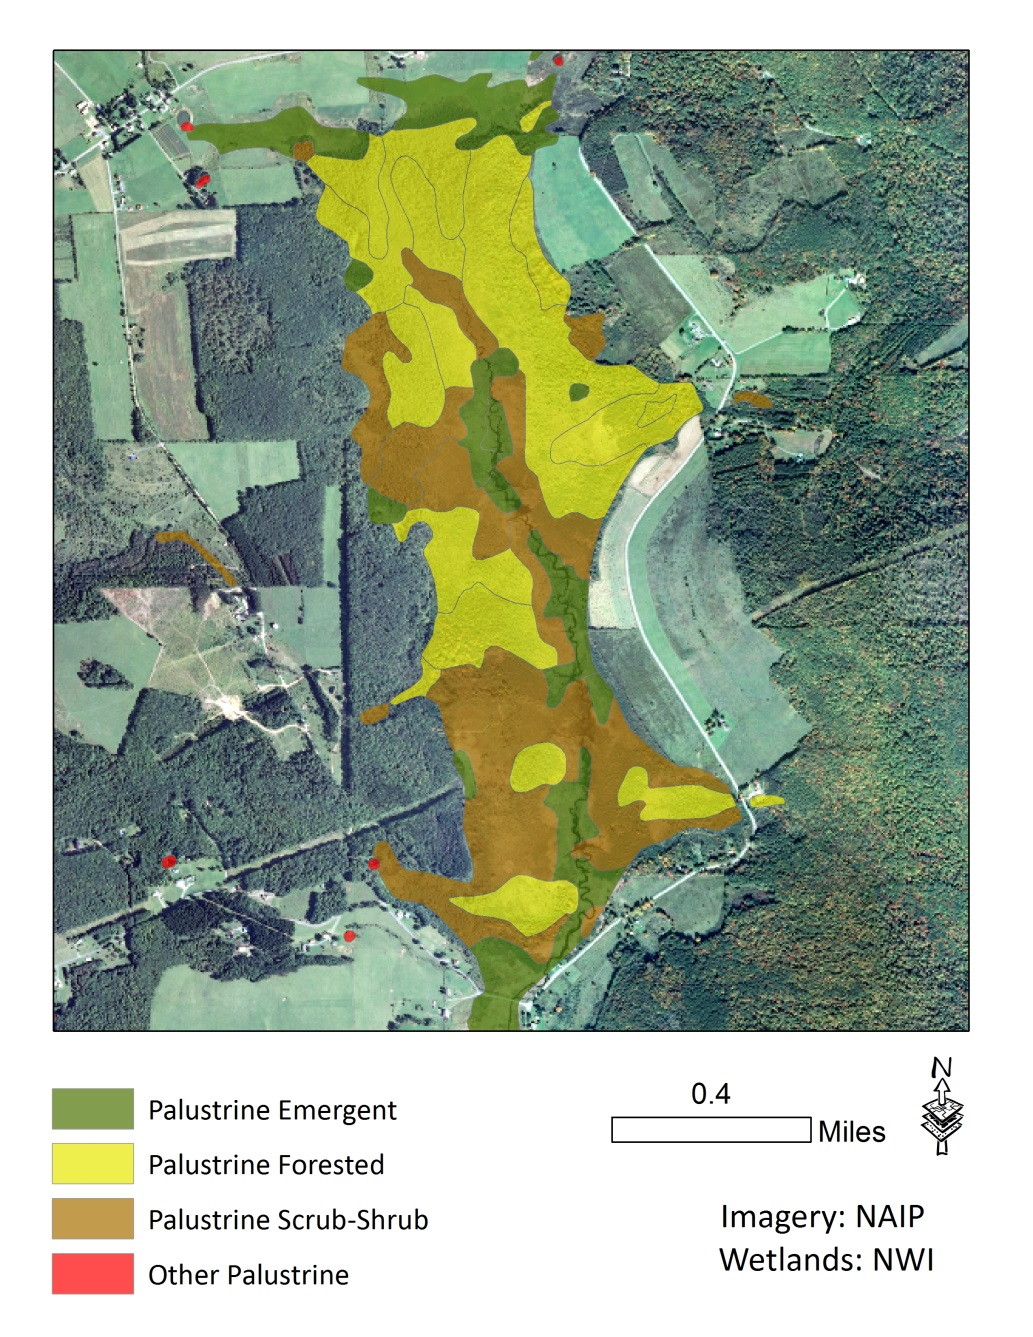 Palustrine Emergent
Palustrine Forested
Palustrine Scrub-Shrub
Other Palustrine
0.4
Miles
N
Imagery: NAIP
Wetlands: NWI